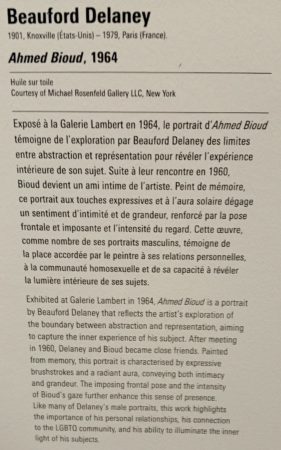 Beauford Delaney
1901, Knoxville (États-Unis) – 1979, Paris (France).
Ahmed Bioud, 1964
Huile sur toile
Courtesy of Michael Rosenfeld Gallery LLC, New York
Exposé à la Galerie Lambert en 1964, le portrait d'Ahmed Bioud
témoigne de l'exploration par Beauford Delaney des limites
entre abstraction et représentation pour révéler l'expérience
intérieure de son sujet. Suite à leur rencontre en 1960,
Bioud devient un ami intime de l'artiste. Peint de mémoire,
ce portrait aux touches expressives et à l'aura solaire dégage
un sentiment d'intimité et de grandeur, renforcé par la pose
frontale et imposante et l'intensité du regard. Cette œuvre,
comme nombre de ses portraits masculins, témoigne de
la place accordée par le peintre à ses relations personnelles,
à la communauté homosexuelle et de sa capacité à révéler
la lumière intérieure de ses sujets.
Exhibited at Galerie Lambert in 1964, Ahmed Bioud is a portrait
by Beauford Delaney that reflects the artist's exploration of
the boundary between abstraction and representation, aiming
to capture the inner experience of his subject. After meeting
in 1960, Delaney and Bioud became close friends. Painted
from memory, this portrait is characterised by expressive
brushstrokes and a radiant aura, conveying both intimacy
and grandeur. The imposing frontal pose and the intensity
of Bioud's gaze further enhance this sense of presence.
Like many of Delaney's male portraits, this work highlights
the importance of his personal relationships, his connection
to the LGBTQ community, and his ability to illuminate the inner
light of his subjects.